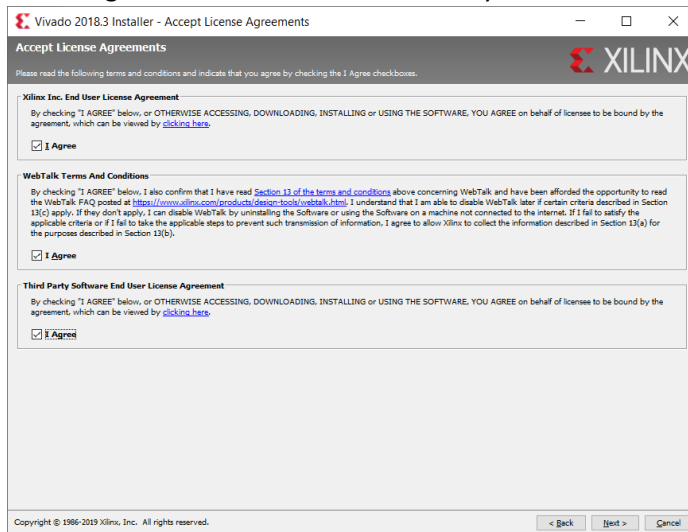 Vivado 2018.3 Installer - Accept License Agreements
Accept License Agreements
XILINX
Please read the following terms and conditions and indicate that you agree by checking the I Agree checkboxes.
Xilinx Inc. End User License Agreement
By checking "I AGREE" below, or OTHERWISE ACCESSING, DOWNLOADING, INSTALLING or USING THE SOFTWARE, YOU AGREE on behalf of licensee to be bound by the
agreement, which can be viewed by clicking here.
I Agree
WebTalk Terms And Conditions
By checking "I AGREE" below, I also confirm that I have read Section 13 of the terms and conditions above concerning WebTalk and have been afforded the opportunity to read
the WebTalk FAQ posted at https://www.xilinx.com/products/design-tools/webtalk.html. I understand that I am able to disable WebTalk later if certain criteria described in Section
13(c) apply. If they don't apply, I can disable WebTalk by uninstalling the Software or using the Software on a machine not connected to the internet. If I fail to satisfy the
applicable criteria or if I fail to take the applicable steps to prevent such transmission of information, I agree to allow Xilinx to collect the information described in Section 13(a) for
the purposes described in Section 13(b).
I Agree
Third Party Software End User License Agreement
By checking "I AGREE" below, or OTHERWISE ACCESSING, DOWNLOADING, INSTALLING or USING THE SOFTWARE, YOU AGREE on behalf of licensee to be bound by the
agreement, which can be viewed by clicking here.
I Agree
Copyright © 1986-2019 Xilinx, Inc. All rights reserved.
< Back
Next >
Cancel